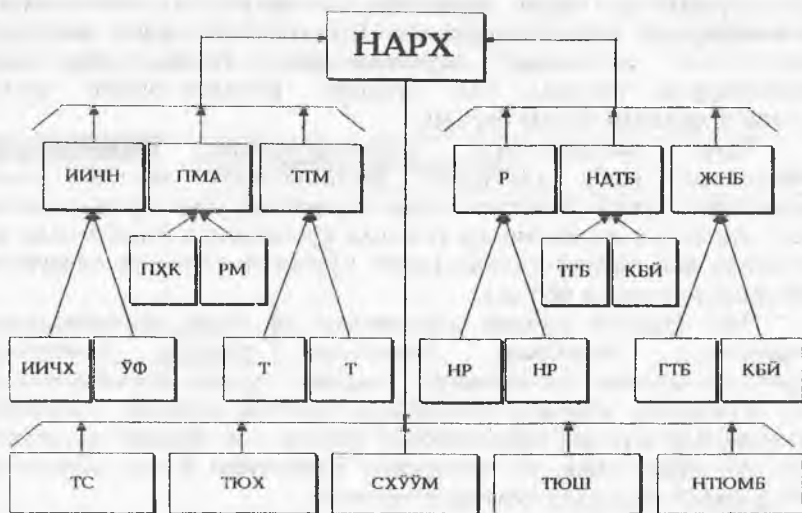 НАРХ
ИИЧН ПМА ТТМ Р НДТБ ЖНБ
ПҲК РМ ТГБ КБЙ
ИИЧХ ЎФ Т Т НР НР ГТБ КБЙ
ТС ТЮХ СХЎЎМ ТЮШ НТЮМБ